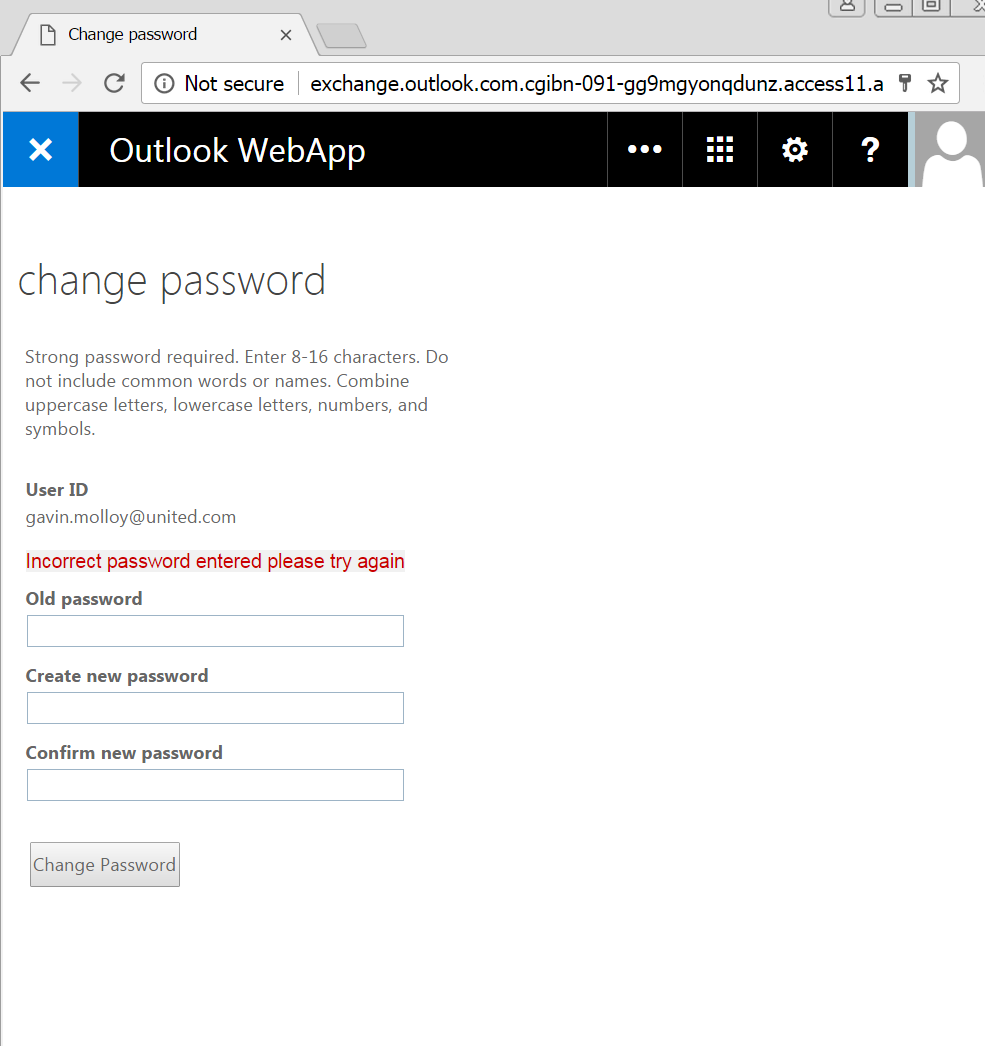 Change password
Not secure
exchange.outlook.com.cgibn-091-gg9mgyonqdunz.access11.a
Outlook WebApp
change password
Strong password required. Enter 8-16 characters. Do
not include common words or names. Combine
uppercase letters, lowercase letters, numbers, and
symbols.
User ID
gavin.molloy@united.com
Incorrect password entered please try again
Old password
Create new password
Confirm new password
Change Password